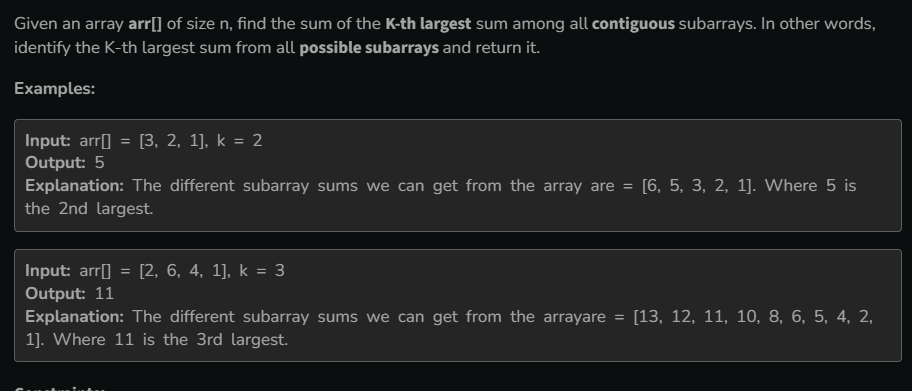 Given an array arr[] of size n, find the sum of the K-th largest sum among all contiguous subarrays. In other words,
identify the K-th largest sum from all possible subarrays and return it.
Examples:
Input: arr[] = [3, 2, 1], k = 2
Output: 5
Explanation: The different subarray sums we can get from the array are = [6, 5, 3, 2, 1]. Where 5 is
the 2nd largest.
Input: arr[] = [2, 6, 4, 1], k = 3
Output: 11
Explanation: The different subarray sums we can get from the arrayare = [13, 12, 11, 10, 8, 6, 5, 4, 2,
1]. Where 11 is the 3rd largest.
Constraints: